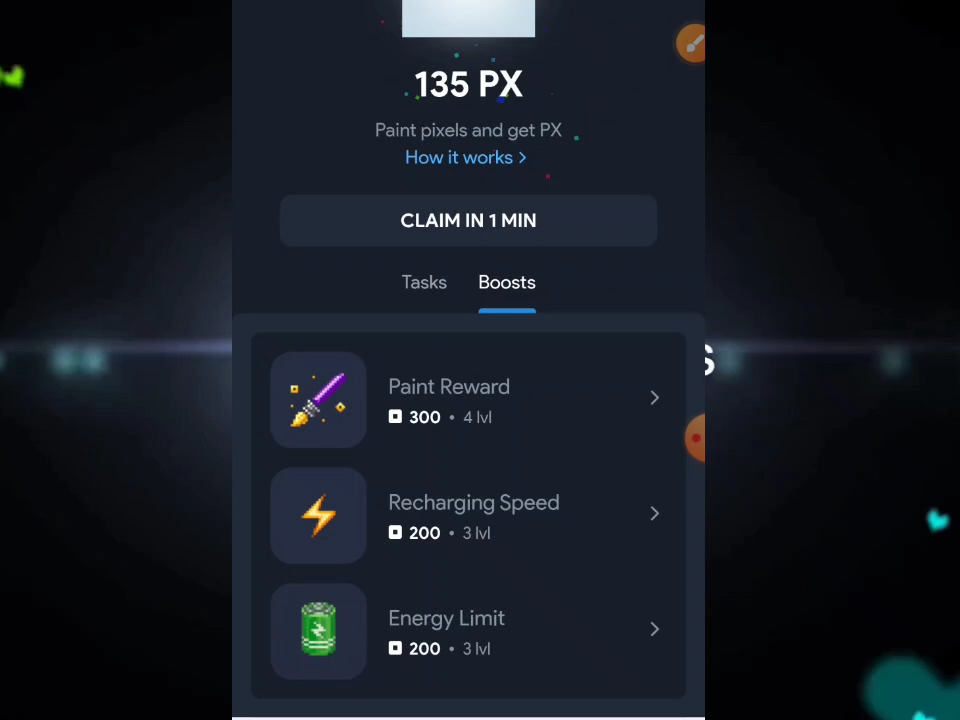 135 PX
Paint pixels and get PX
How it works >
CLAIM IN 1 MIN
Tasks Boosts
Paint Reward
300 • 4 lvl
Recharging Speed
200 • 3 lvl
Energy Limit
200 • 3 lvl
S